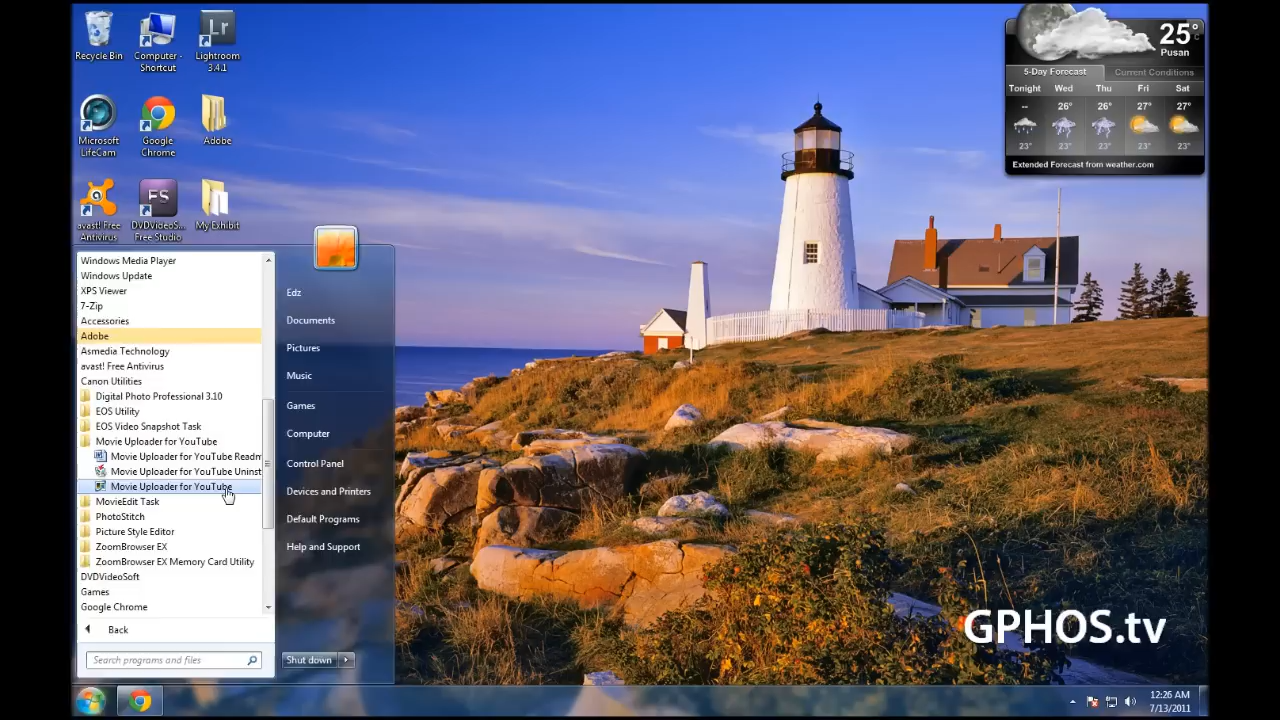 Recycle Bin
Computer - Shortcut
Lr
Lightroom 3.4.1
Microsoft LifeCam
Google Chrome
Adobe
avast! Free Antivirus
FS
DVDVideoS... Free Studio
My Exhibit
25°
C
Pusan
5-Day Forecast
Current Conditions
Tonight Wed Thu Fri Sat
-- 26° 26° 27° 27°
23° 23° 23° 23° 23°
Extended Forecast from weather.com
Windows Media Player
Windows Update
XPS Viewer
7-Zip
Accessories
Adobe
Asmedia Technology
avast! Free Antivirus
Canon Utilities
Digital Photo Professional 3.10
EOS Utility
EOS Video Snapshot Task
Movie Uploader for YouTube
Movie Uploader for YouTube Readm
Movie Uploader for YouTube Uninst
Movie Uploader for YouTube
MovieEdit Task
PhotoStitch
Picture Style Editor
ZoomBrowser EX
ZoomBrowser EX Memory Card Utility
DVDVideoSoft
Games
Google Chrome
Back
Search programs and files
Edz
Documents
Pictures
Music
Games
Computer
Control Panel
Devices and Printers
Default Programs
Help and Support
Shut down
GPHOS.tv
12:26 AM
7/13/2011